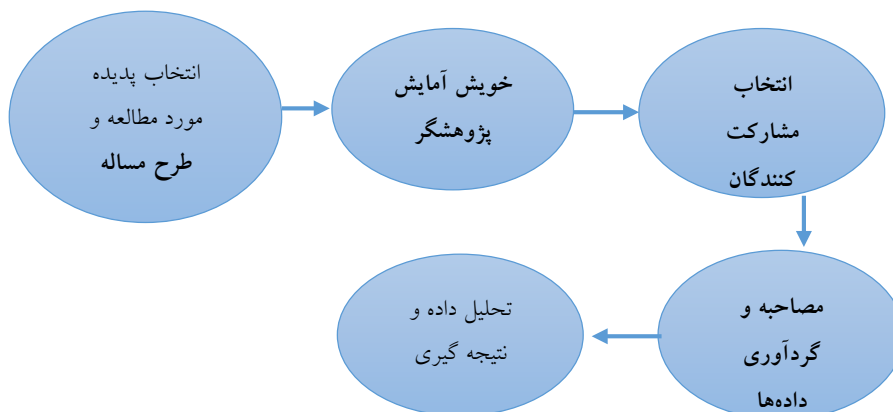 انتخاب پدیده
مورد مطالعه و
طرح مساله
خویش آمایش
پژوهشگر
انتخاب
مشارکت
کنندگان
مصاحبه و
گردآوری
داده‌ها
تحلیل داده و
نتیجه گیری